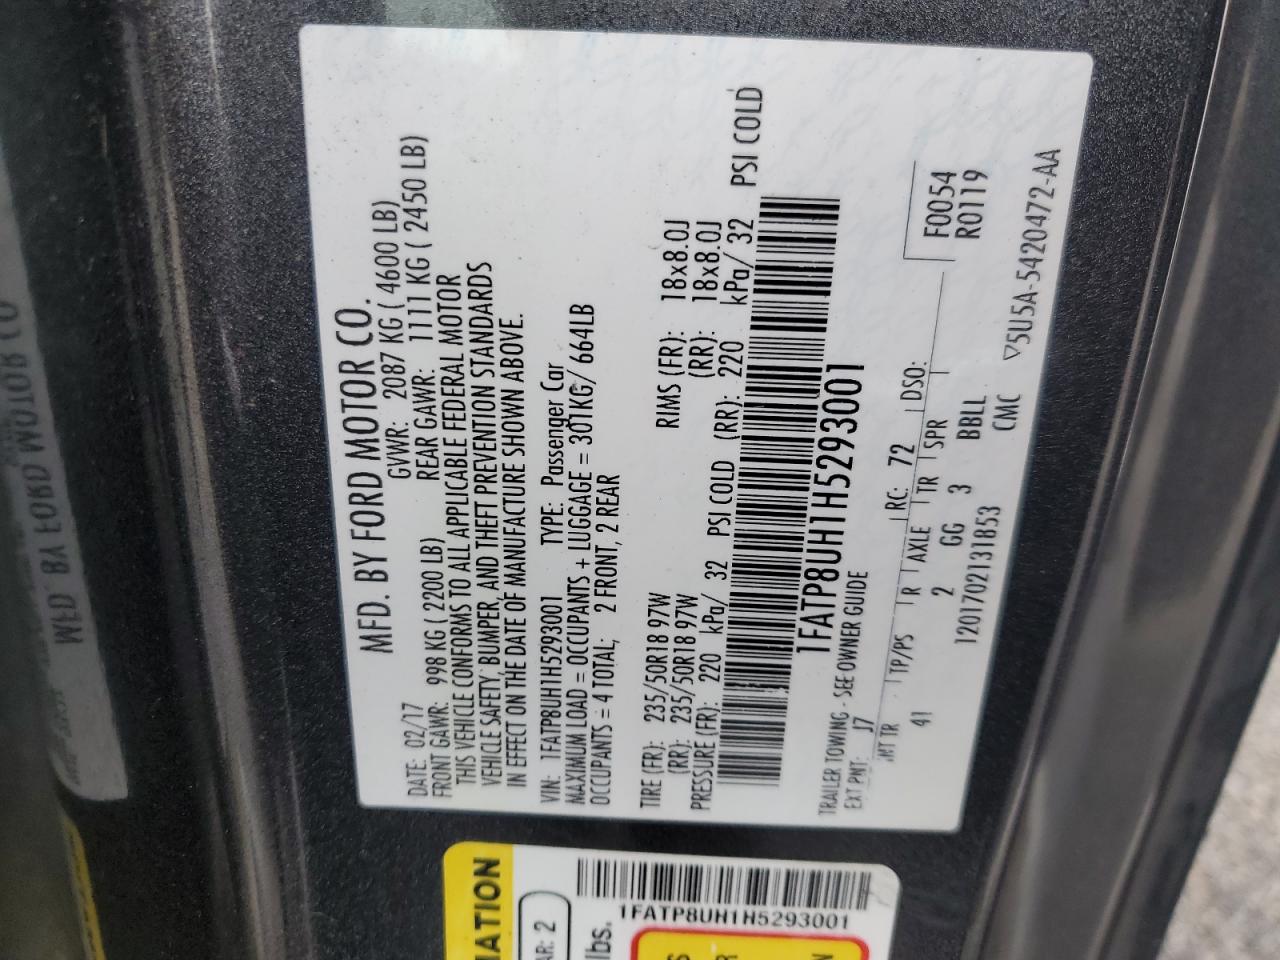 MFD. BY FORD MOTOR CO.
DATE: 02/17 GVWR: 2087 KG ( 4600 LB)
FRONT GAWR: 998 KG ( 2200 LB) REAR GAWR: 1111 KG ( 2450 LB)
THIS VEHICLE CONFORMS TO ALL APPLICABLE FEDERAL MOTOR
VEHICLE SAFETY, BUMPER, AND THEFT PREVENTION STANDARDS
IN EFFECT ON THE DATE OF MANUFACTURE SHOWN ABOVE.
VIN: 1FATP8UH1H5293001 TYPE: Passenger Car
MAXIMUM LOAD = OCCUPANTS + LUGGAGE = 301KG/ 664LB
OCCUPANTS = 4 TOTAL; 2 FRONT, 2 REAR
TIRE (FR): 235/50R18 97W RIMS (FR): 18x8.0J
(RR): 235/50R18 97W (RR): 18x8.0J
PRESSURE (FR): 220 kPa/ 32 PSI COLD (RR): 220 kPa/ 32 PSI COLD
1FATP8UH1H5293001
TRAILER TOWING - SEE OWNER GUIDE
EXT PNT: J7 RC: 72 DSO:
INT TR TP/PS R AXLE TR SPR
41 2 GG 3 BBLL
F0054
R0119
1201702131853 CMC
▽5U5A-5420472-AA
MATION
AR: 2
lbs.
1FATP8UH1H5293001
MFD. BY FORD MOTOR CO